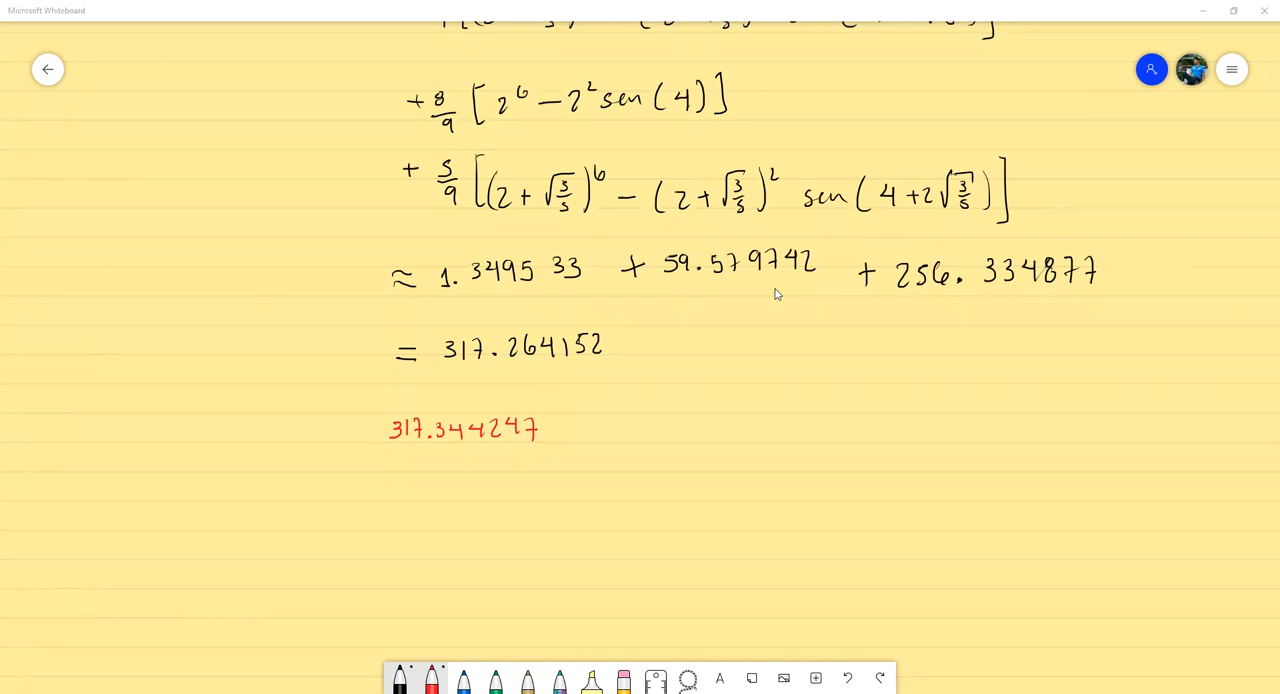 Microsoft Whiteboard
+ 8/9 [2^6 − 2^2 sen(4)]
+ 5/9 [(2 + √(3/5))^6 − (2 + √(3/5))^2 sen(4 + 2√(3/5))]
≈ 1.349533 + 59.579742 + 256.334877
= 317.264152
317.344247
A